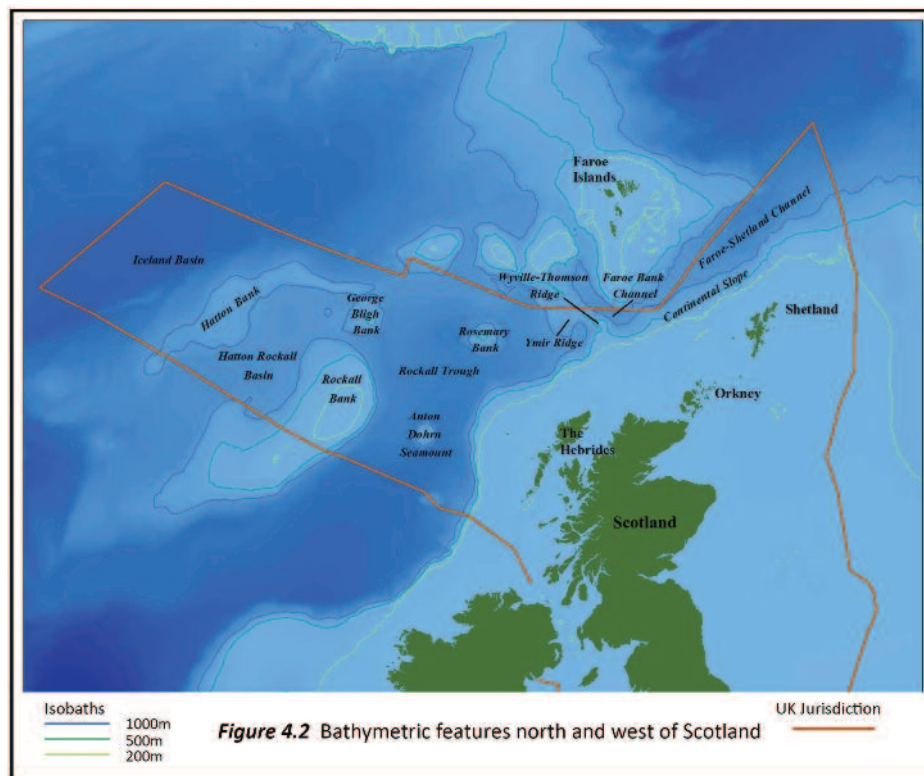 Faroe
Islands
Faroe-Shetland Channel
Iceland Basin
Wyville-Thomson
Ridge
Faroe Bank
Channel
Continental Slope
Hatton Bank
George
Bligh
Bank
Shetland
Rosemary
Bank
Ymir Ridge
Hatton Rockall
Basin
Rockall Trough
Rockall
Bank
Orkney
Anton
Dohrn
Seamount
The
Hebrides
Scotland
Isobaths
1000m
500m
200m
Figure 4.2 Bathymetric features north and west of Scotland
UK Jurisdiction